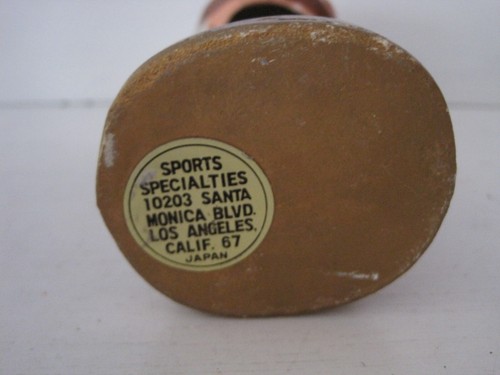 SPORTS
SPECIALTIES
10203 SANTA
MONICA BLVD.
LOS ANGELES,
CALIF. 67
JAPAN